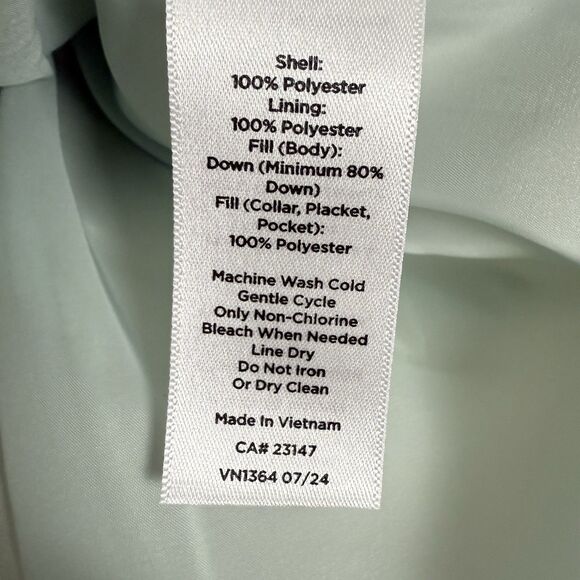 Shell:
100% Polyester
Lining:
100% Polyester
Fill (Body):
Down (Minimum 80%
Down)
Fill (Collar, Placket,
Pocket):
100% Polyester
Machine Wash Cold
Gentle Cycle
Only Non-Chlorine
Bleach When Needed
Line Dry
Do Not Iron
Or Dry Clean
Made In Vietnam
CA# 23147
VN1364 07/24